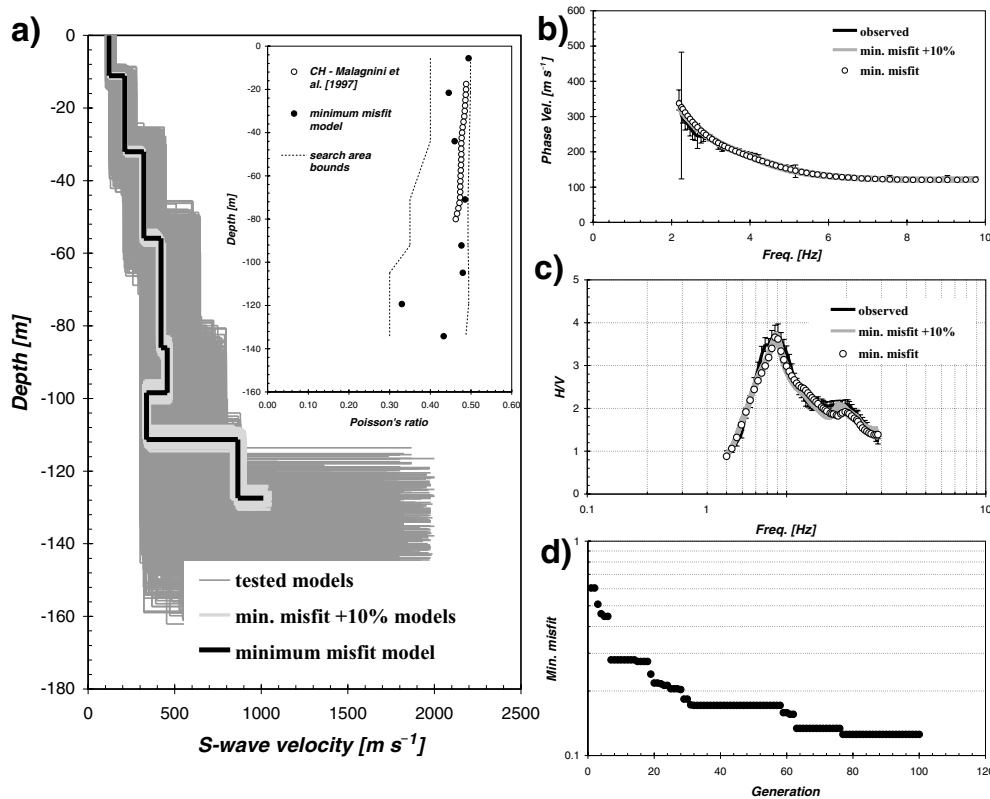 a)
0
-20
-40
-60
-80
-100
-120
-140
-160
-180
Depth [m]
0
500
1000
1500
2000
2500
S-wave velocity [m s⁻¹]
tested models
min. misfit +10% models
minimum misfit model
0
-20
-40
-60
-80
-100
-120
-140
-160
Depth [m]
CH - Malagnini et
al. [1997]
minimum misfit
model
search area
bounds
0.00
0.10
0.20
0.30
0.40
0.50
0.60
Poisson's ratio
b)
600
500
400
300
200
100
0
Phase Vel. [m s⁻¹]
observed
min. misfit +10%
min. misfit
0
2
4
6
8
10
Freq. [Hz]
c)
5
4
3
2
1
0
H/V
observed
min. misfit +10%
min. misfit
0.1
1
10
Freq. [Hz]
d)
1
0.1
Min. misfit
0
20
40
60
80
100
120
Generation